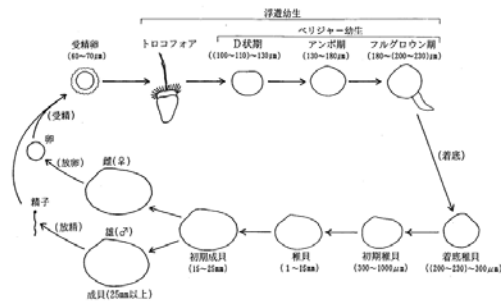 浮遊幼生
ベリジャー幼生
受精卵
(60～70μm)
トロコフォア
D状期
((100～110)～130μm)
アンボ期
(130～180μm)
フルグロウン期
(180～(200～230)μm)
(受精)
卵
(放卵)
雌(♀)
(着底)
精子
(放精)
雄(♂)
成貝(25mm以上)
初期成貝
(15～25mm)
稚貝
(1～15mm)
初期稚貝
(300～1000μm)
着底稚貝
((200～230)～300μm)